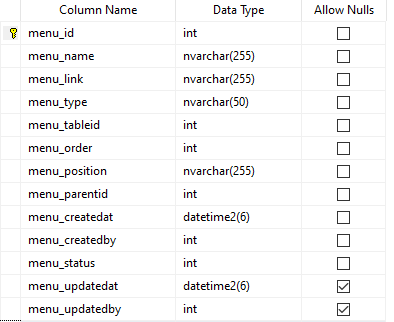 Column Name Data Type Allow Nulls
menu_id int
menu_name nvarchar(255)
menu_link nvarchar(255)
menu_type nvarchar(50)
menu_tableid int
menu_order int
menu_position nvarchar(255)
menu_parentid int
menu_createdat datetime2(6)
menu_createdby int
menu_status int
menu_updatedat datetime2(6)
menu_updatedby int